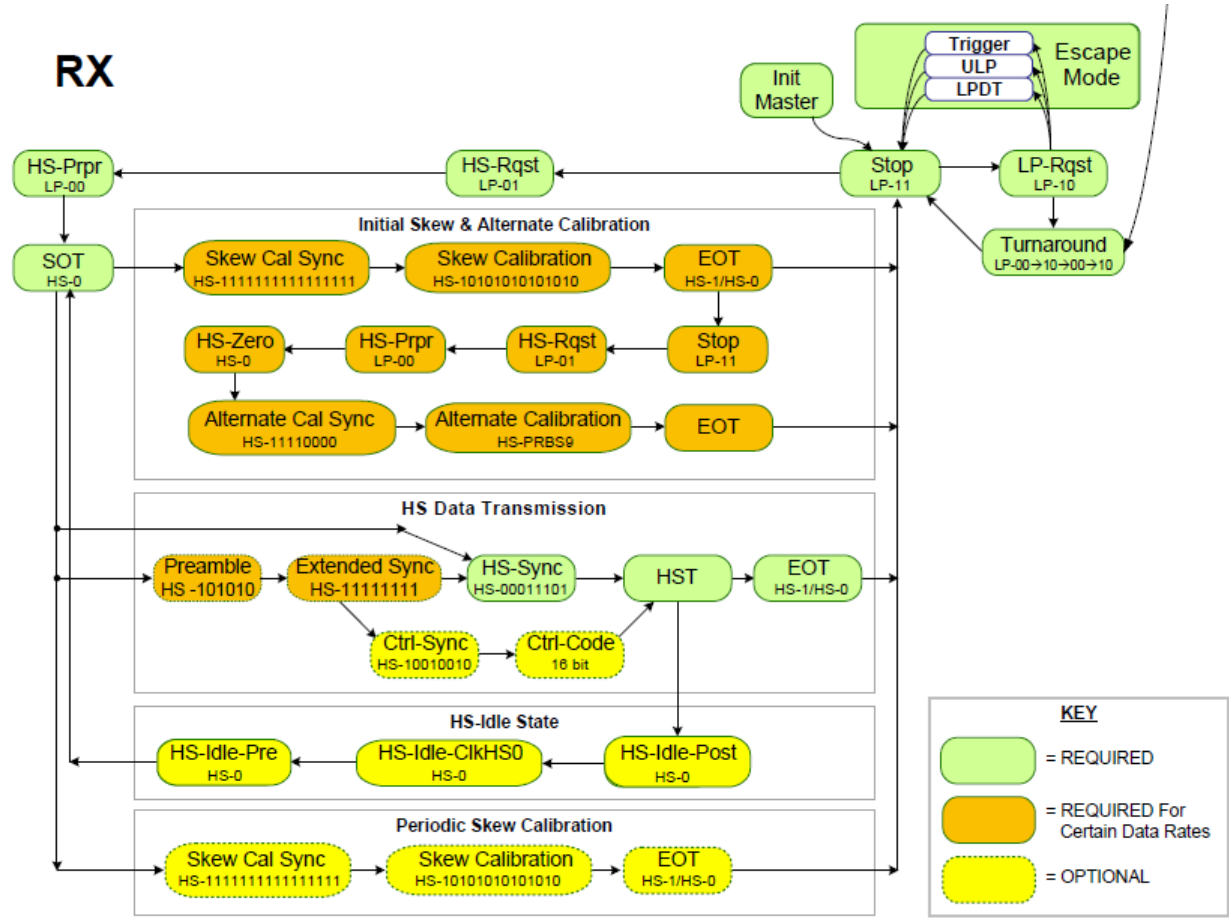 RX
Trigger
ULP
LPDT
Escape
Mode
Init
Master
HS-Prpr
LP-00
HS-Rqst
LP-01
Stop
LP-11
LP-Rqst
LP-10
Initial Skew & Alternate Calibration
Turnaround
LP-00→10→00→10
SOT
HS-0
Skew Cal Sync
HS-1111111111111111
Skew Calibration
HS-10101010101010
EOT
HS-1/HS-0
HS-Zero
HS-0
HS-Prpr
LP-00
HS-Rqst
LP-01
Stop
LP-11
Alternate Cal Sync
HS-11110000
Alternate Calibration
HS-PRBS9
EOT
HS Data Transmission
Preamble
HS -101010
Extended Sync
HS-11111111
HS-Sync
HS-00011101
HST
EOT
HS-1/HS-0
Ctrl-Sync
HS-10010010
Ctrl-Code
16 bit
HS-Idle State
HS-Idle-Pre
HS-0
HS-Idle-ClkHS0
HS-0
HS-Idle-Post
HS-0
Periodic Skew Calibration
Skew Cal Sync
HS-1111111111111111
Skew Calibration
HS-10101010101010
EOT
HS-1/HS-0
KEY
= REQUIRED
= REQUIRED For
Certain Data Rates
= OPTIONAL